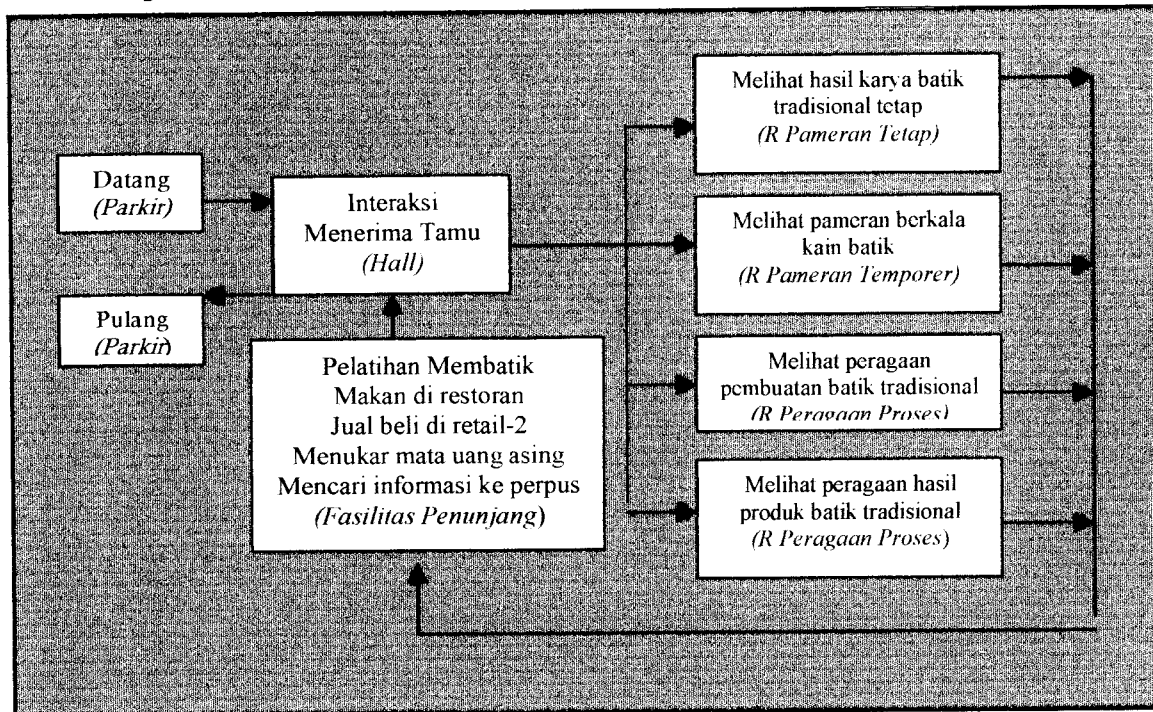 Datang
(Parkir)
Pulang
(Parkir)
Interaksi
Menerima Tamu
(Hall)
Pelatihan Membatik
Makan di restoran
Jual beli di retail-2
Menukar mata uang asing
Mencari informasi ke perpus
(Fasilitas Penunjang)
Melihat hasil karya batik
tradisional tetap
(R Pameran Tetap)
Melihat pameran berkala
kain batik
(R Pameran Temporer)
Melihat peragaan
pembuatan batik tradisional
(R Peragaan Proses)
Melihat peragaan hasil
produk batik tradisional
(R Peragaan Proses)